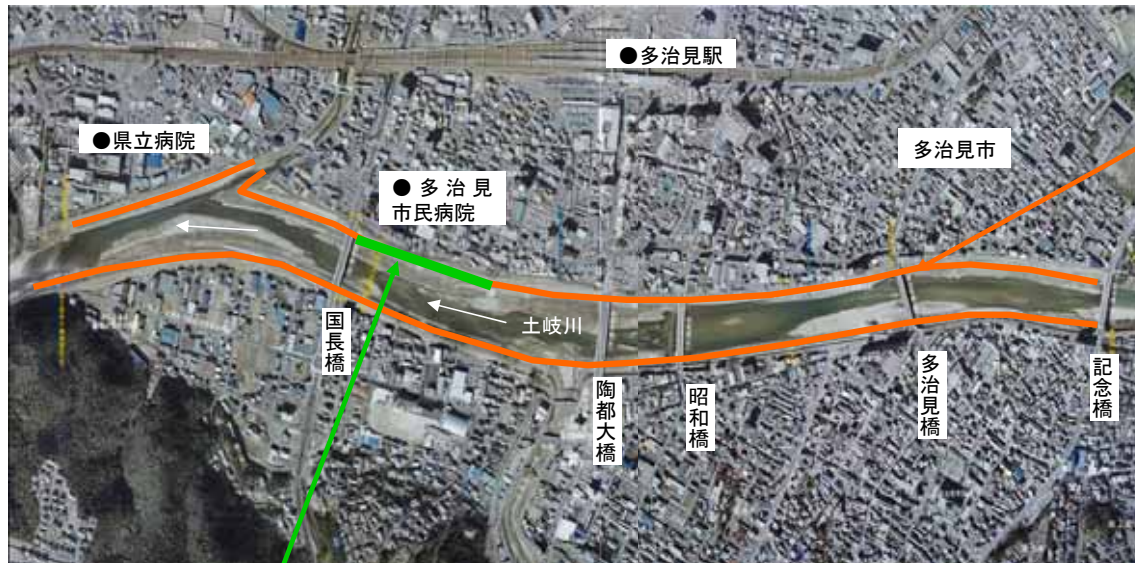 ●多治見駅
●県立病院
多治見市
● 多 治 見
市民病院
土岐川
国長橋
陶都大橋
昭和橋
多治見橋
記念橋